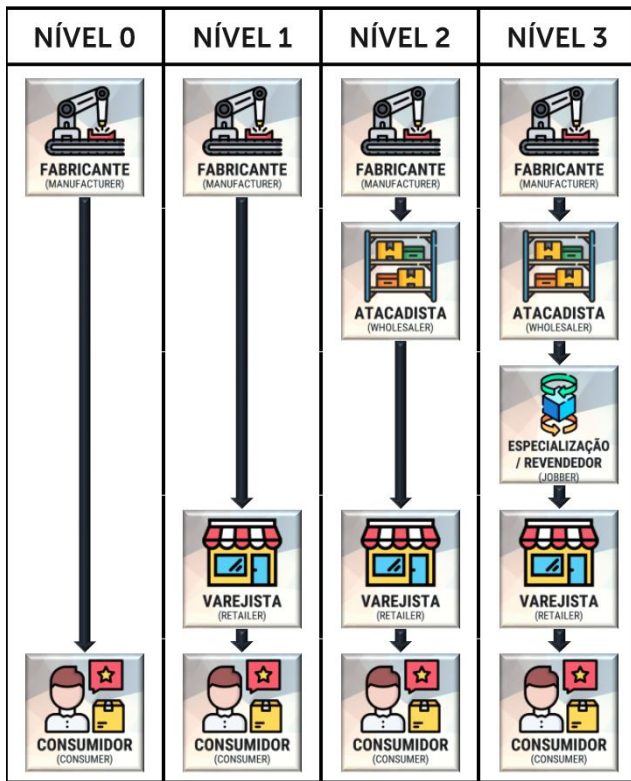 NÍVEL 0 NÍVEL 1 NÍVEL 2 NÍVEL 3
FABRICANTE FABRICANTE FABRICANTE FABRICANTE
(MANUFACTURER) (MANUFACTURER) (MANUFACTURER) (MANUFACTURER)
ATACADISTA ATACADISTA
(WHOLESALER) (WHOLESALER)
ESPECIALIZAÇÃO
/ REVENDEDOR
(JOBBER)
VAREJISTA VAREJISTA VAREJISTA
(RETAILER) (RETAILER) (RETAILER)
CONSUMIDOR CONSUMIDOR CONSUMIDOR CONSUMIDOR
(CONSUMER) (CONSUMER) (CONSUMER) (CONSUMER)